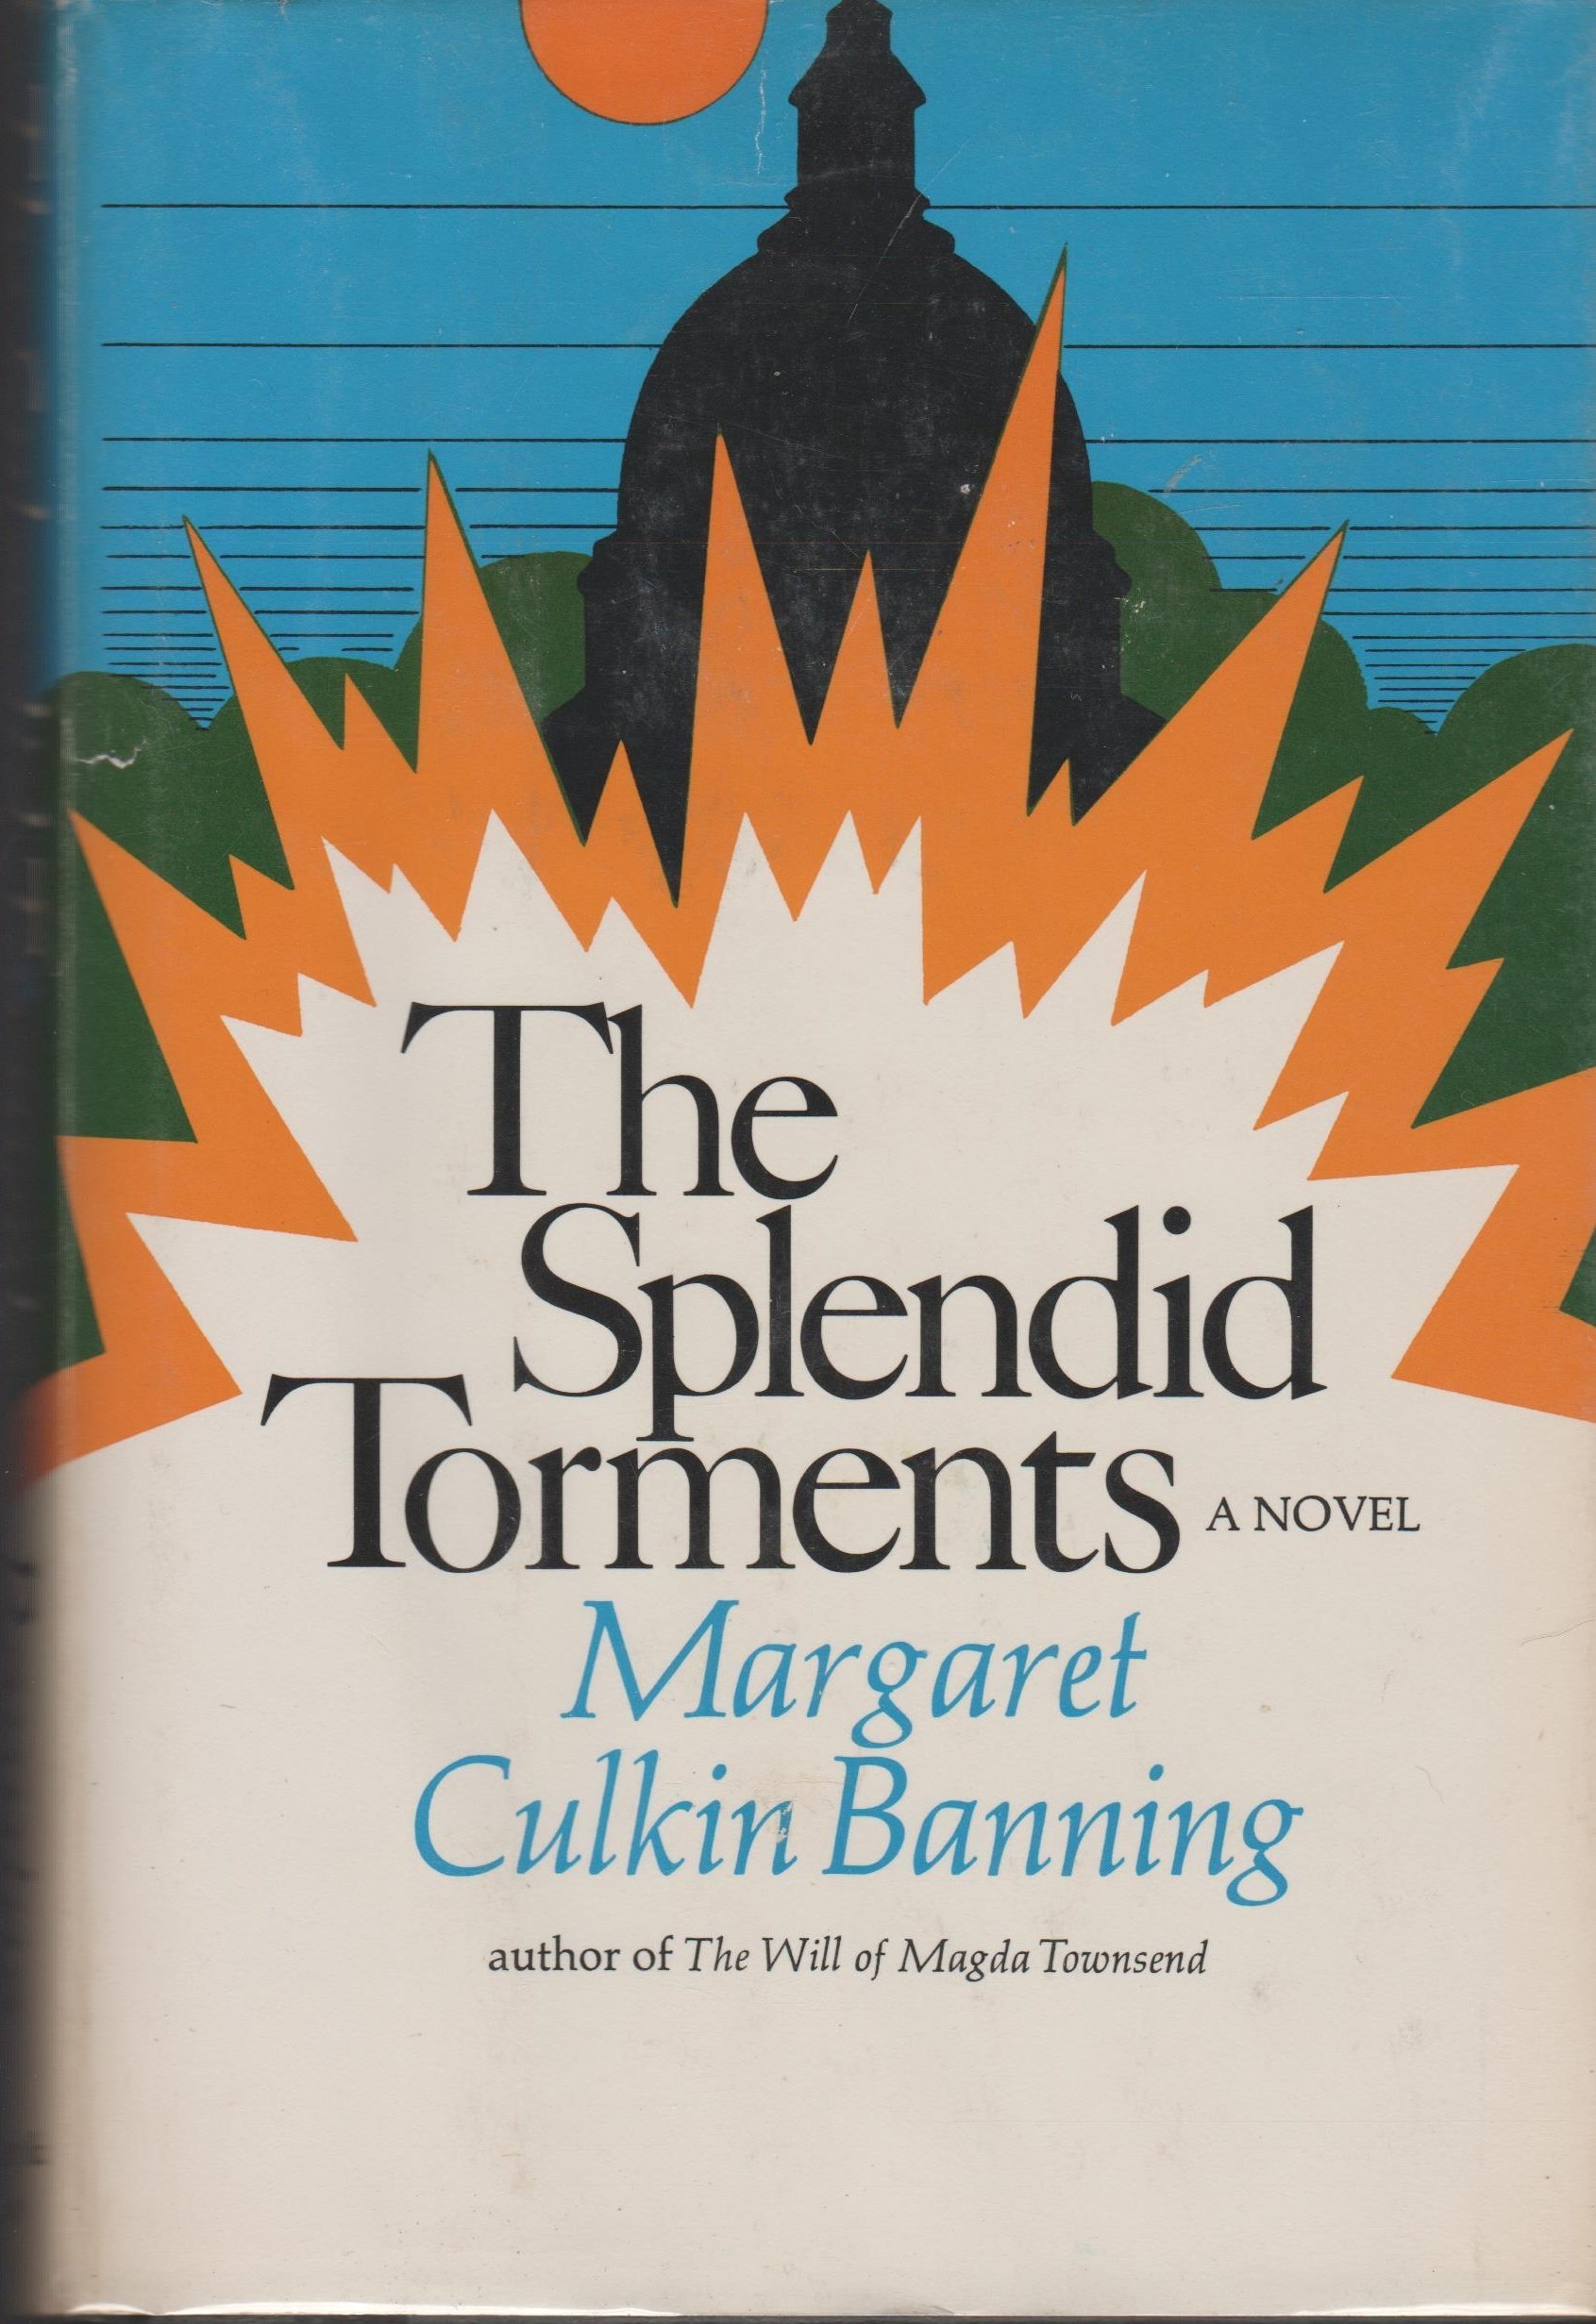 The
Splendid
Torments A NOVEL
Margaret
Culkin Banning
author of The Will of Magda Townsend